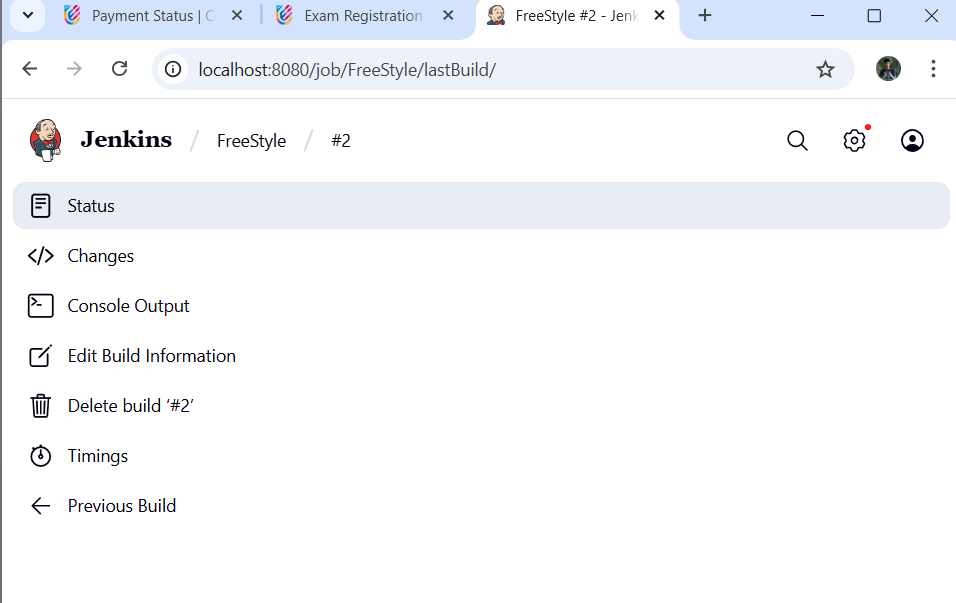 Payment Status | C
Exam Registration
FreeStyle #2 - Jenk
localhost:8080/job/FreeStyle/lastBuild/
Jenkins / FreeStyle / #2
Status
Changes
Console Output
Edit Build Information
Delete build ‘#2’
Timings
Previous Build